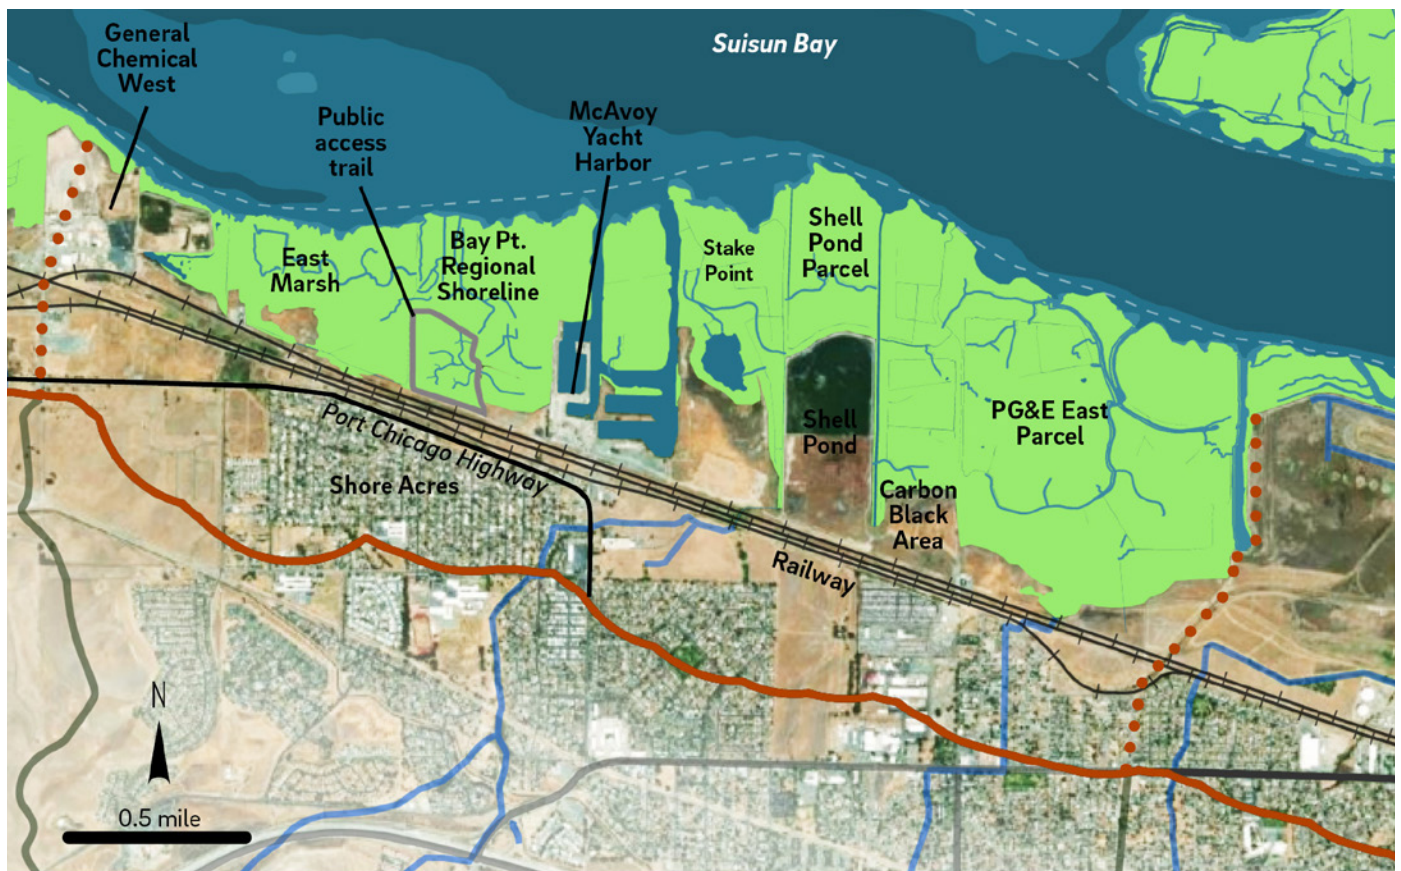 Suisun Bay
General
Chemical
West
Public
access
trail
McAvoy
Yacht
Harbor
East
Marsh
Bay Pt.
Regional
Shoreline
Stake
Point
Shell
Pond
Parcel
Shell
Pond
PG&E East
Parcel
Carbon
Black
Area
Port Chicago Highway
Shore Acres
Railway
N
0.5 mile